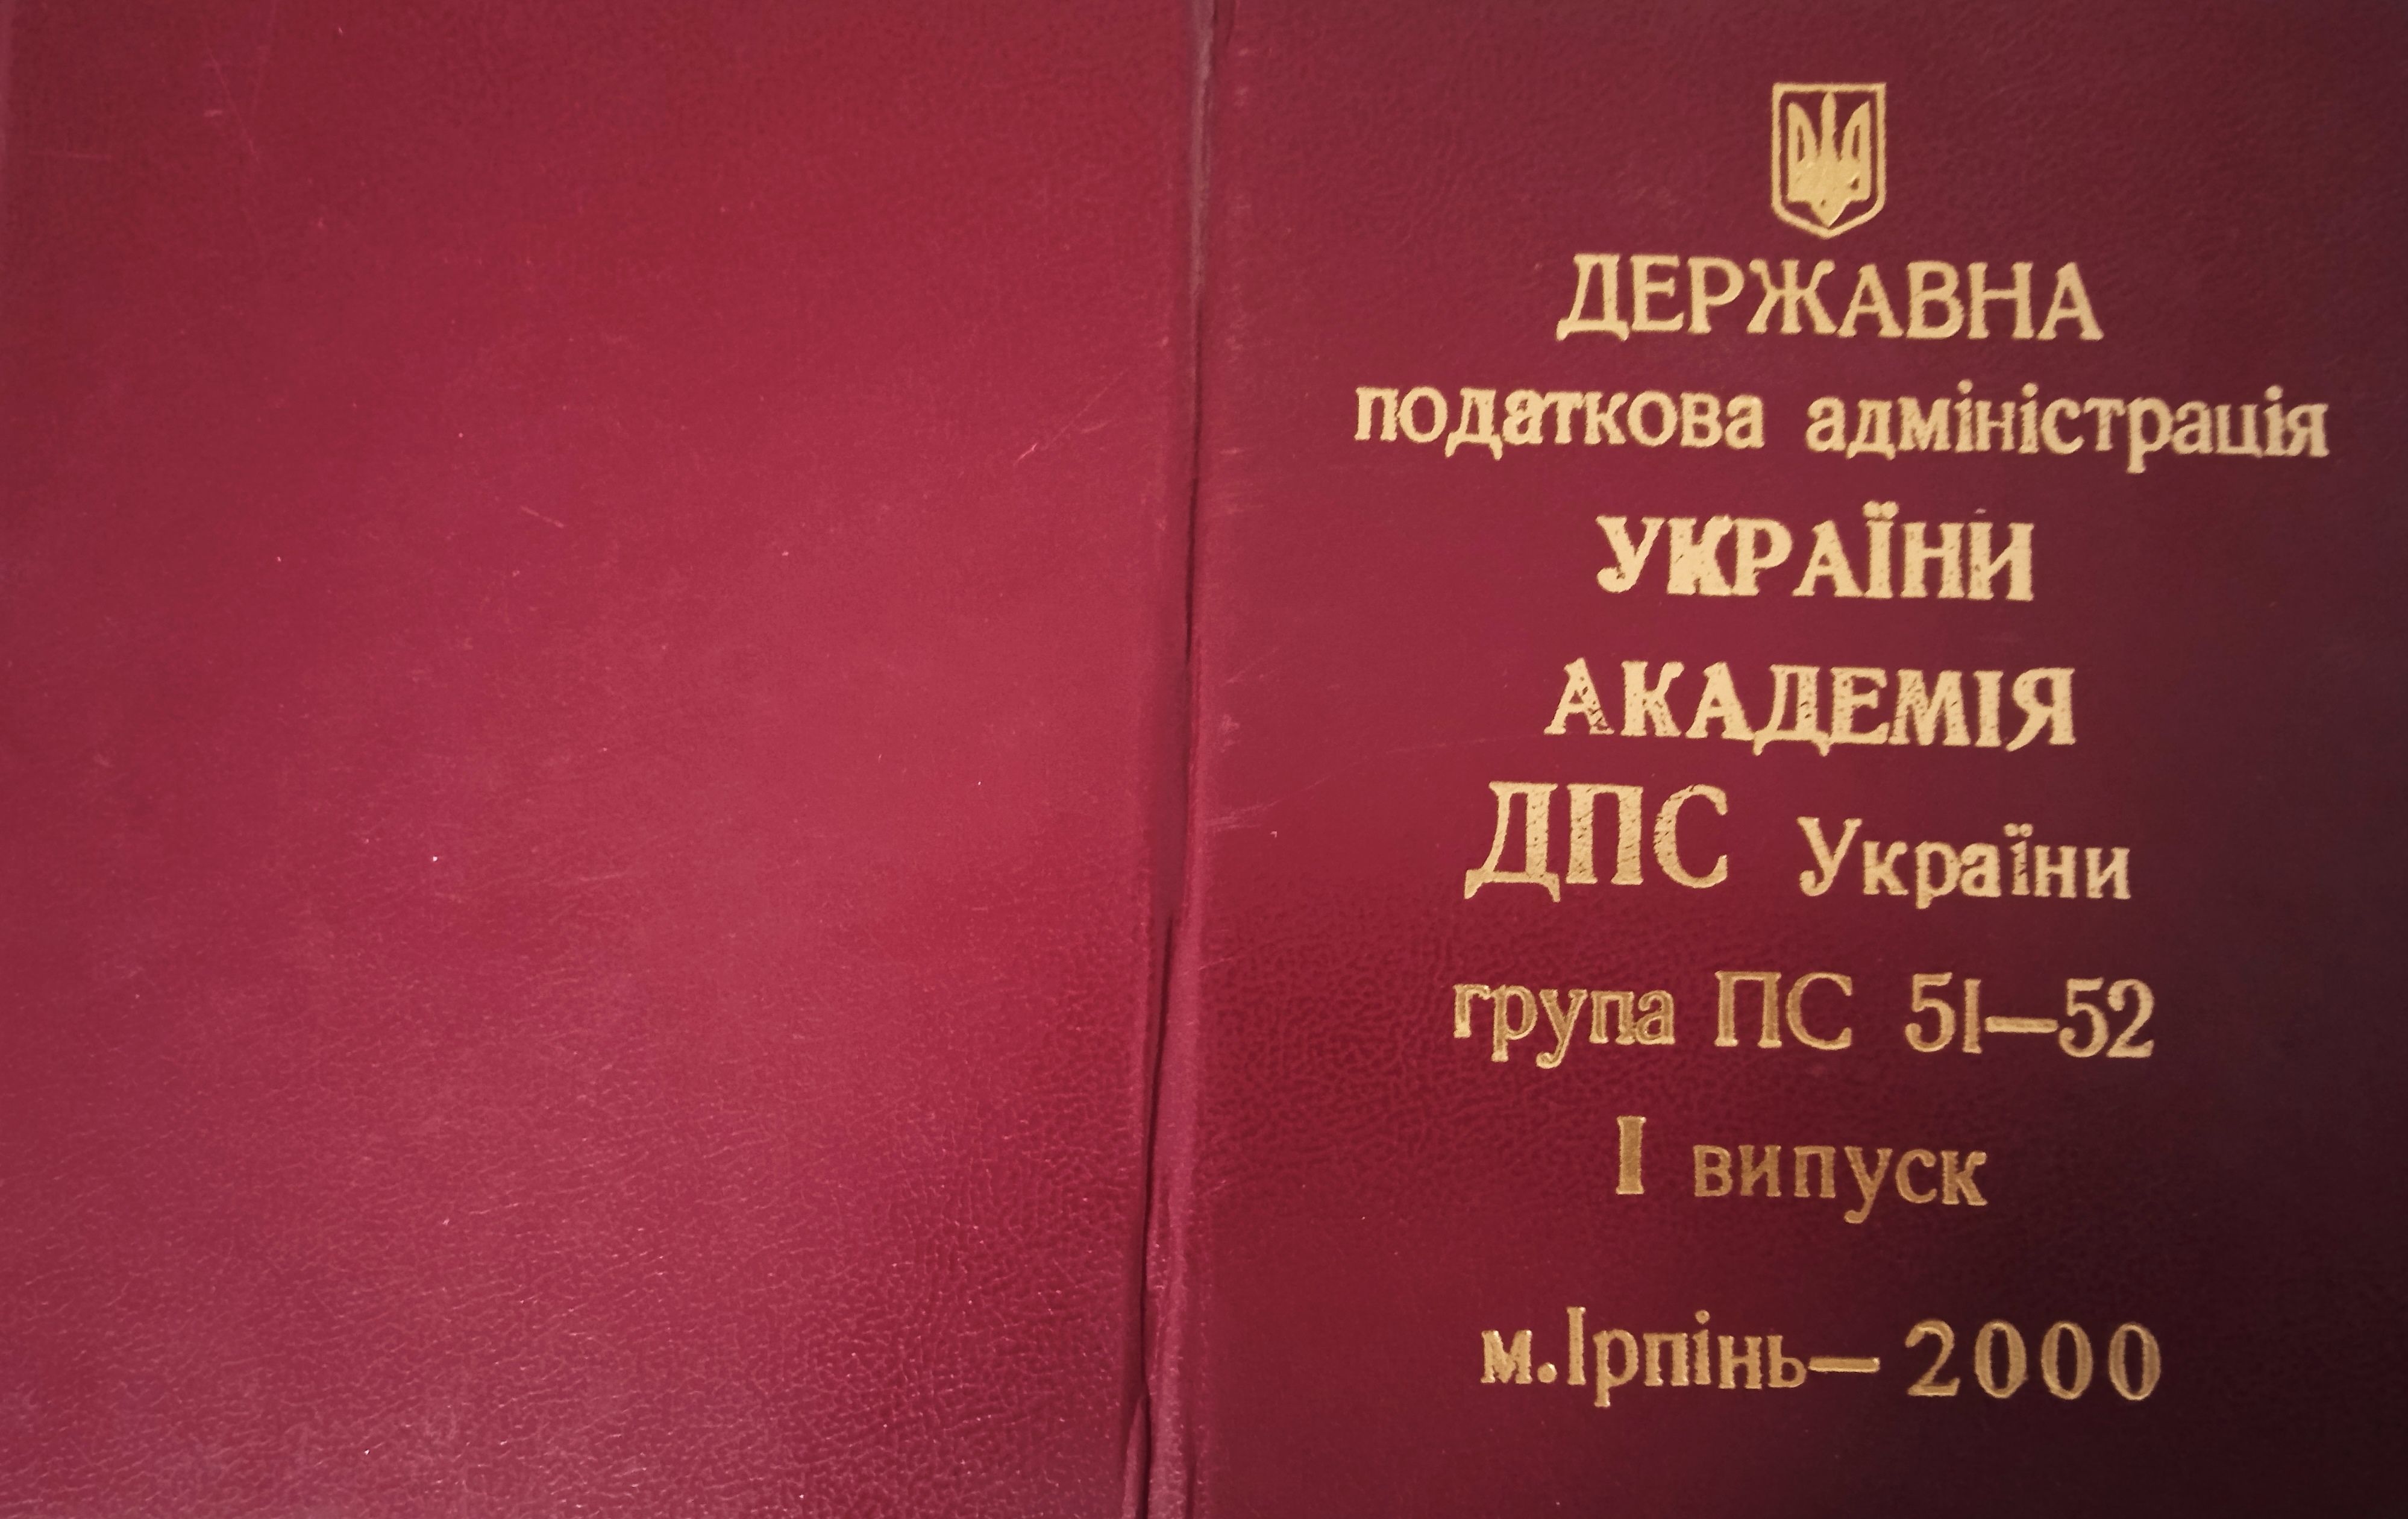 ДЕРЖАВНА
податкова адміністрація
УКРАЇНИ
АКАДЕМІЯ
ДПС України
група ПС 51—52
І випуск
м.Ірпінь—2000